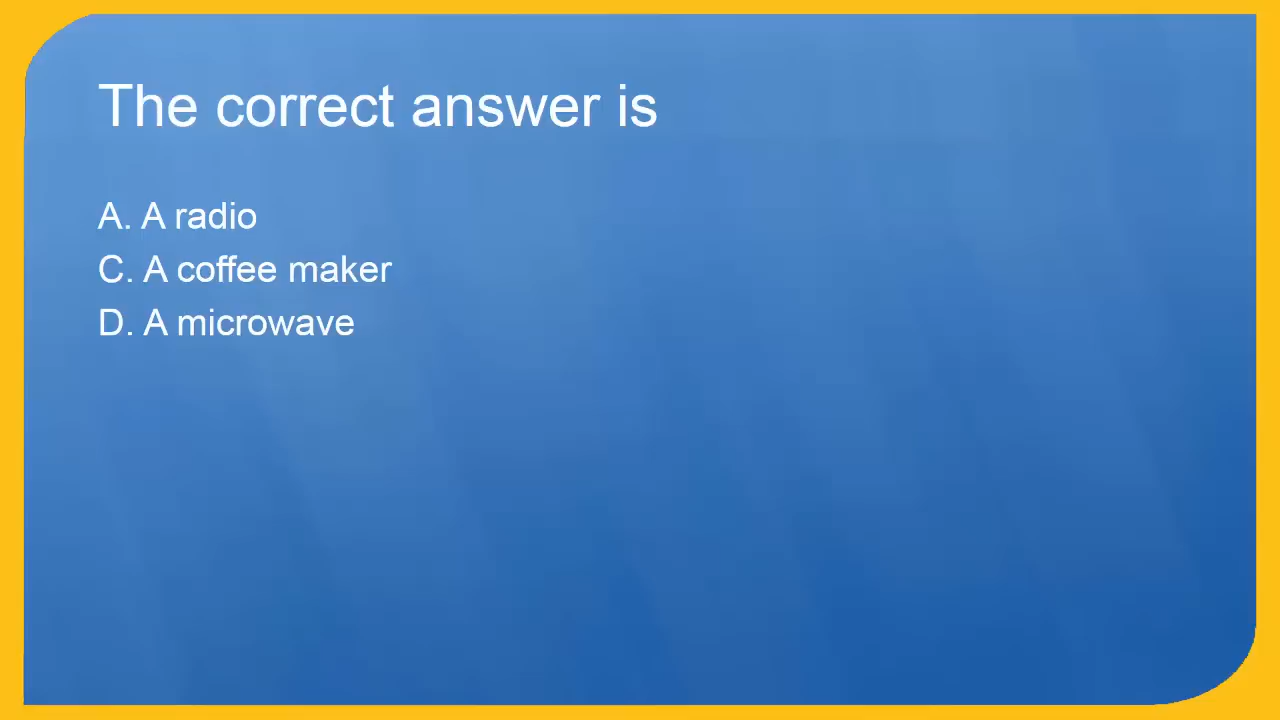 The correct answer is
A. A radio
C. A coffee maker
D. A microwave